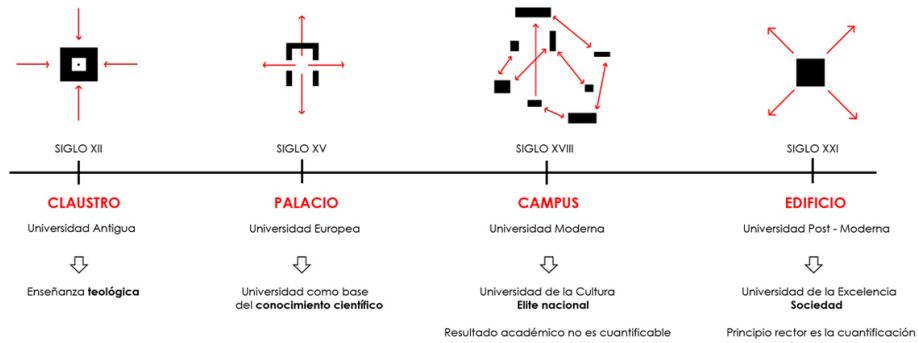 SIGLO XII
SIGLO XV
SIGLO XVIII
SIGLO XXI
CLAUSTRO
PALACIO
CAMPUS
EDIFICIO
Universidad Antigua
Universidad Europea
Universidad Moderna
Universidad Post - Moderna
Enseñanza teológica
Universidad como base
del conocimiento científico
Universidad de la Cultura
Elite nacional
Resultado académico no es cuantificable
Universidad de la Excelencia
Sociedad
Principio rector es la cuantificación